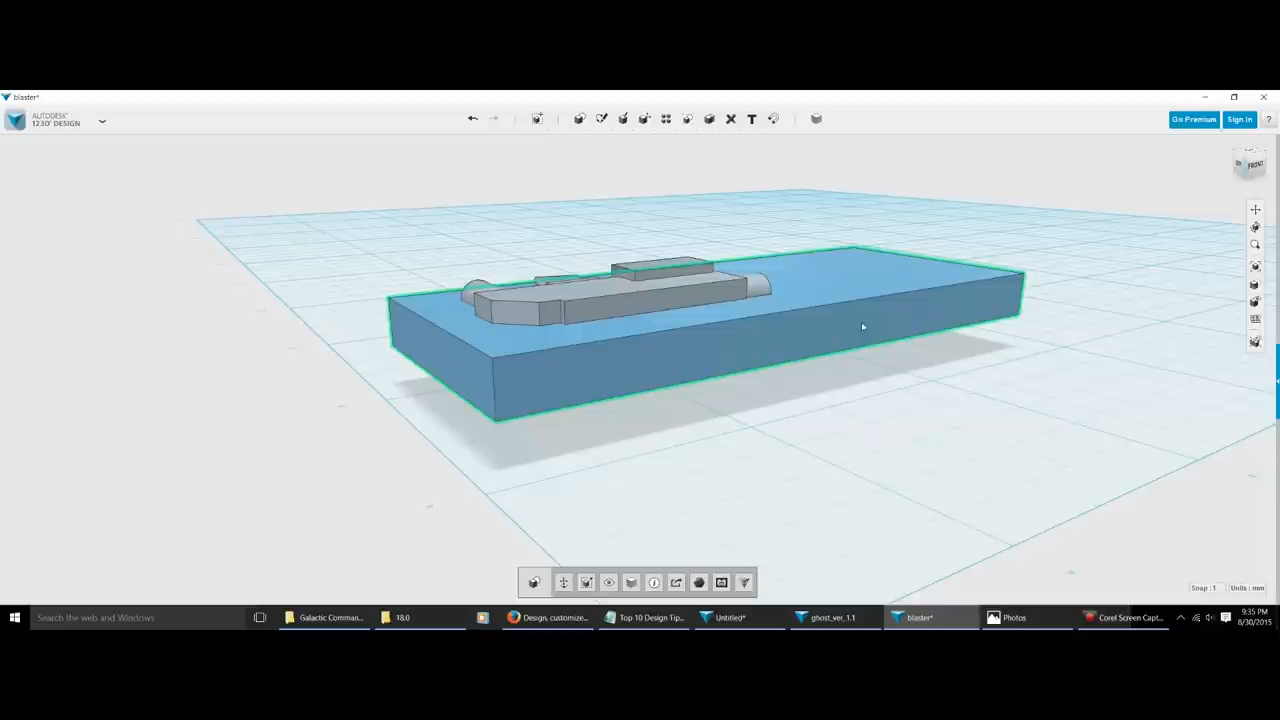 blaster*
AUTODESK'
123D' DESIGN
Go Premium
Sign In
?
FRONT
Snap : 1
Units : mm
Search the web and Windows
Galactic Comman...
18.0
Design, customize...
Top 10 Design Tip...
Untitled*
ghost_ver_1.1
blaster*
Photos
Corel Screen Capt...
9:35 PM
8/30/2015